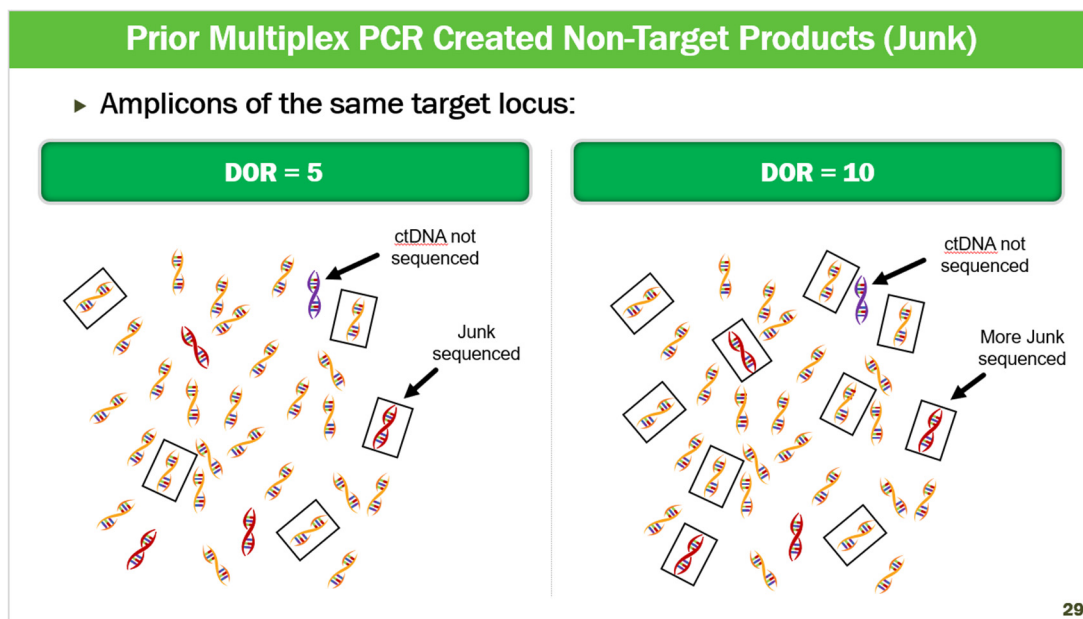 Prior Multiplex PCR Created Non-Target Products (Junk)
Amplicons of the same target locus:
DOR = 5
ctDNA not
sequenced
Junk
sequenced
DOR = 10
ctDNA not
sequenced
More Junk
sequenced
29